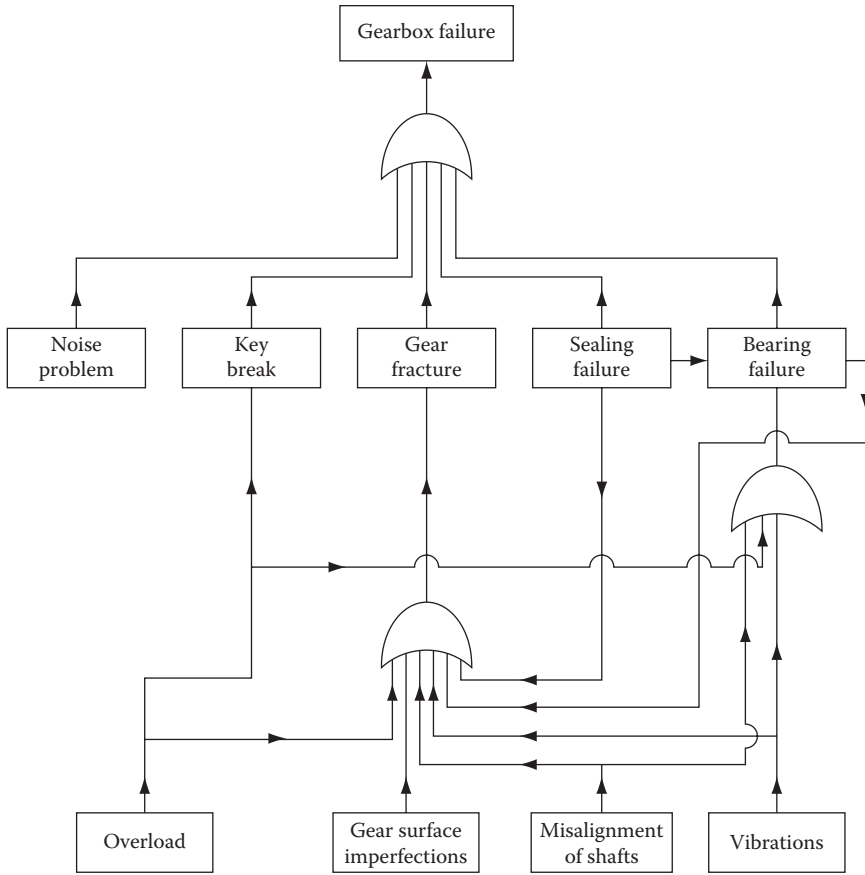 Gearbox failure
Noise
problem
Key
break
Gear
fracture
Sealing
failure
Bearing
failure
Overload
Gear surface
imperfections
Misalignment
of shafts
Vibrations